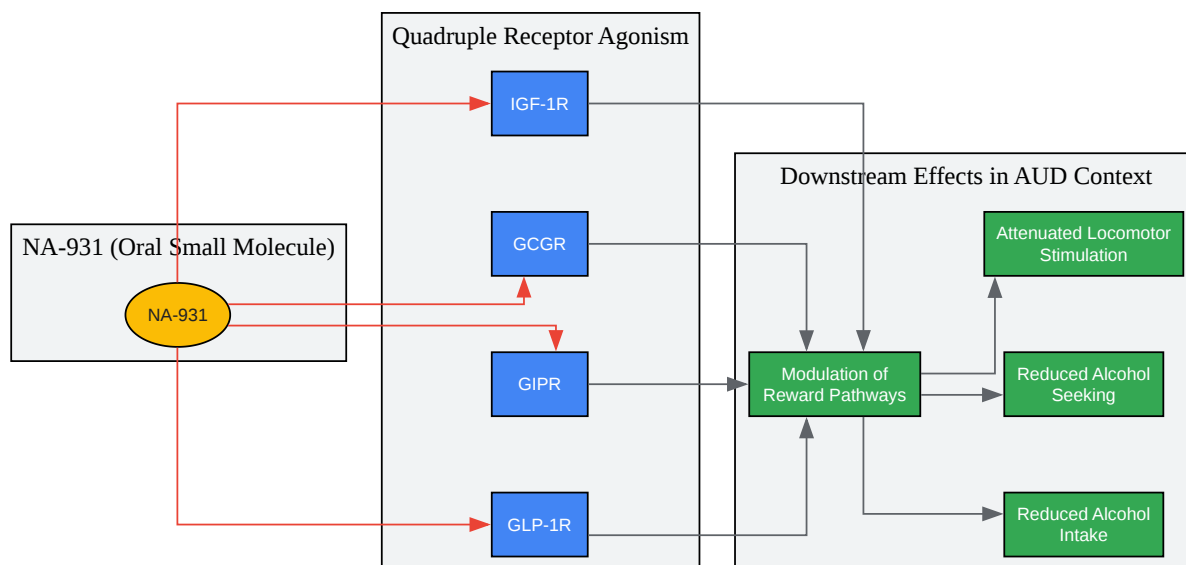 Quadruple Receptor Agonism
IGF-1R
Downstream Effects in AUD Context
NA-931 (Oral Small Molecule)
GCGR
Attenuated Locomotor
Stimulation
NA-931
GIPR
Modulation of
Reward Pathways
Reduced Alcohol
Seeking
GLP-1R
Reduced Alcohol
Intake